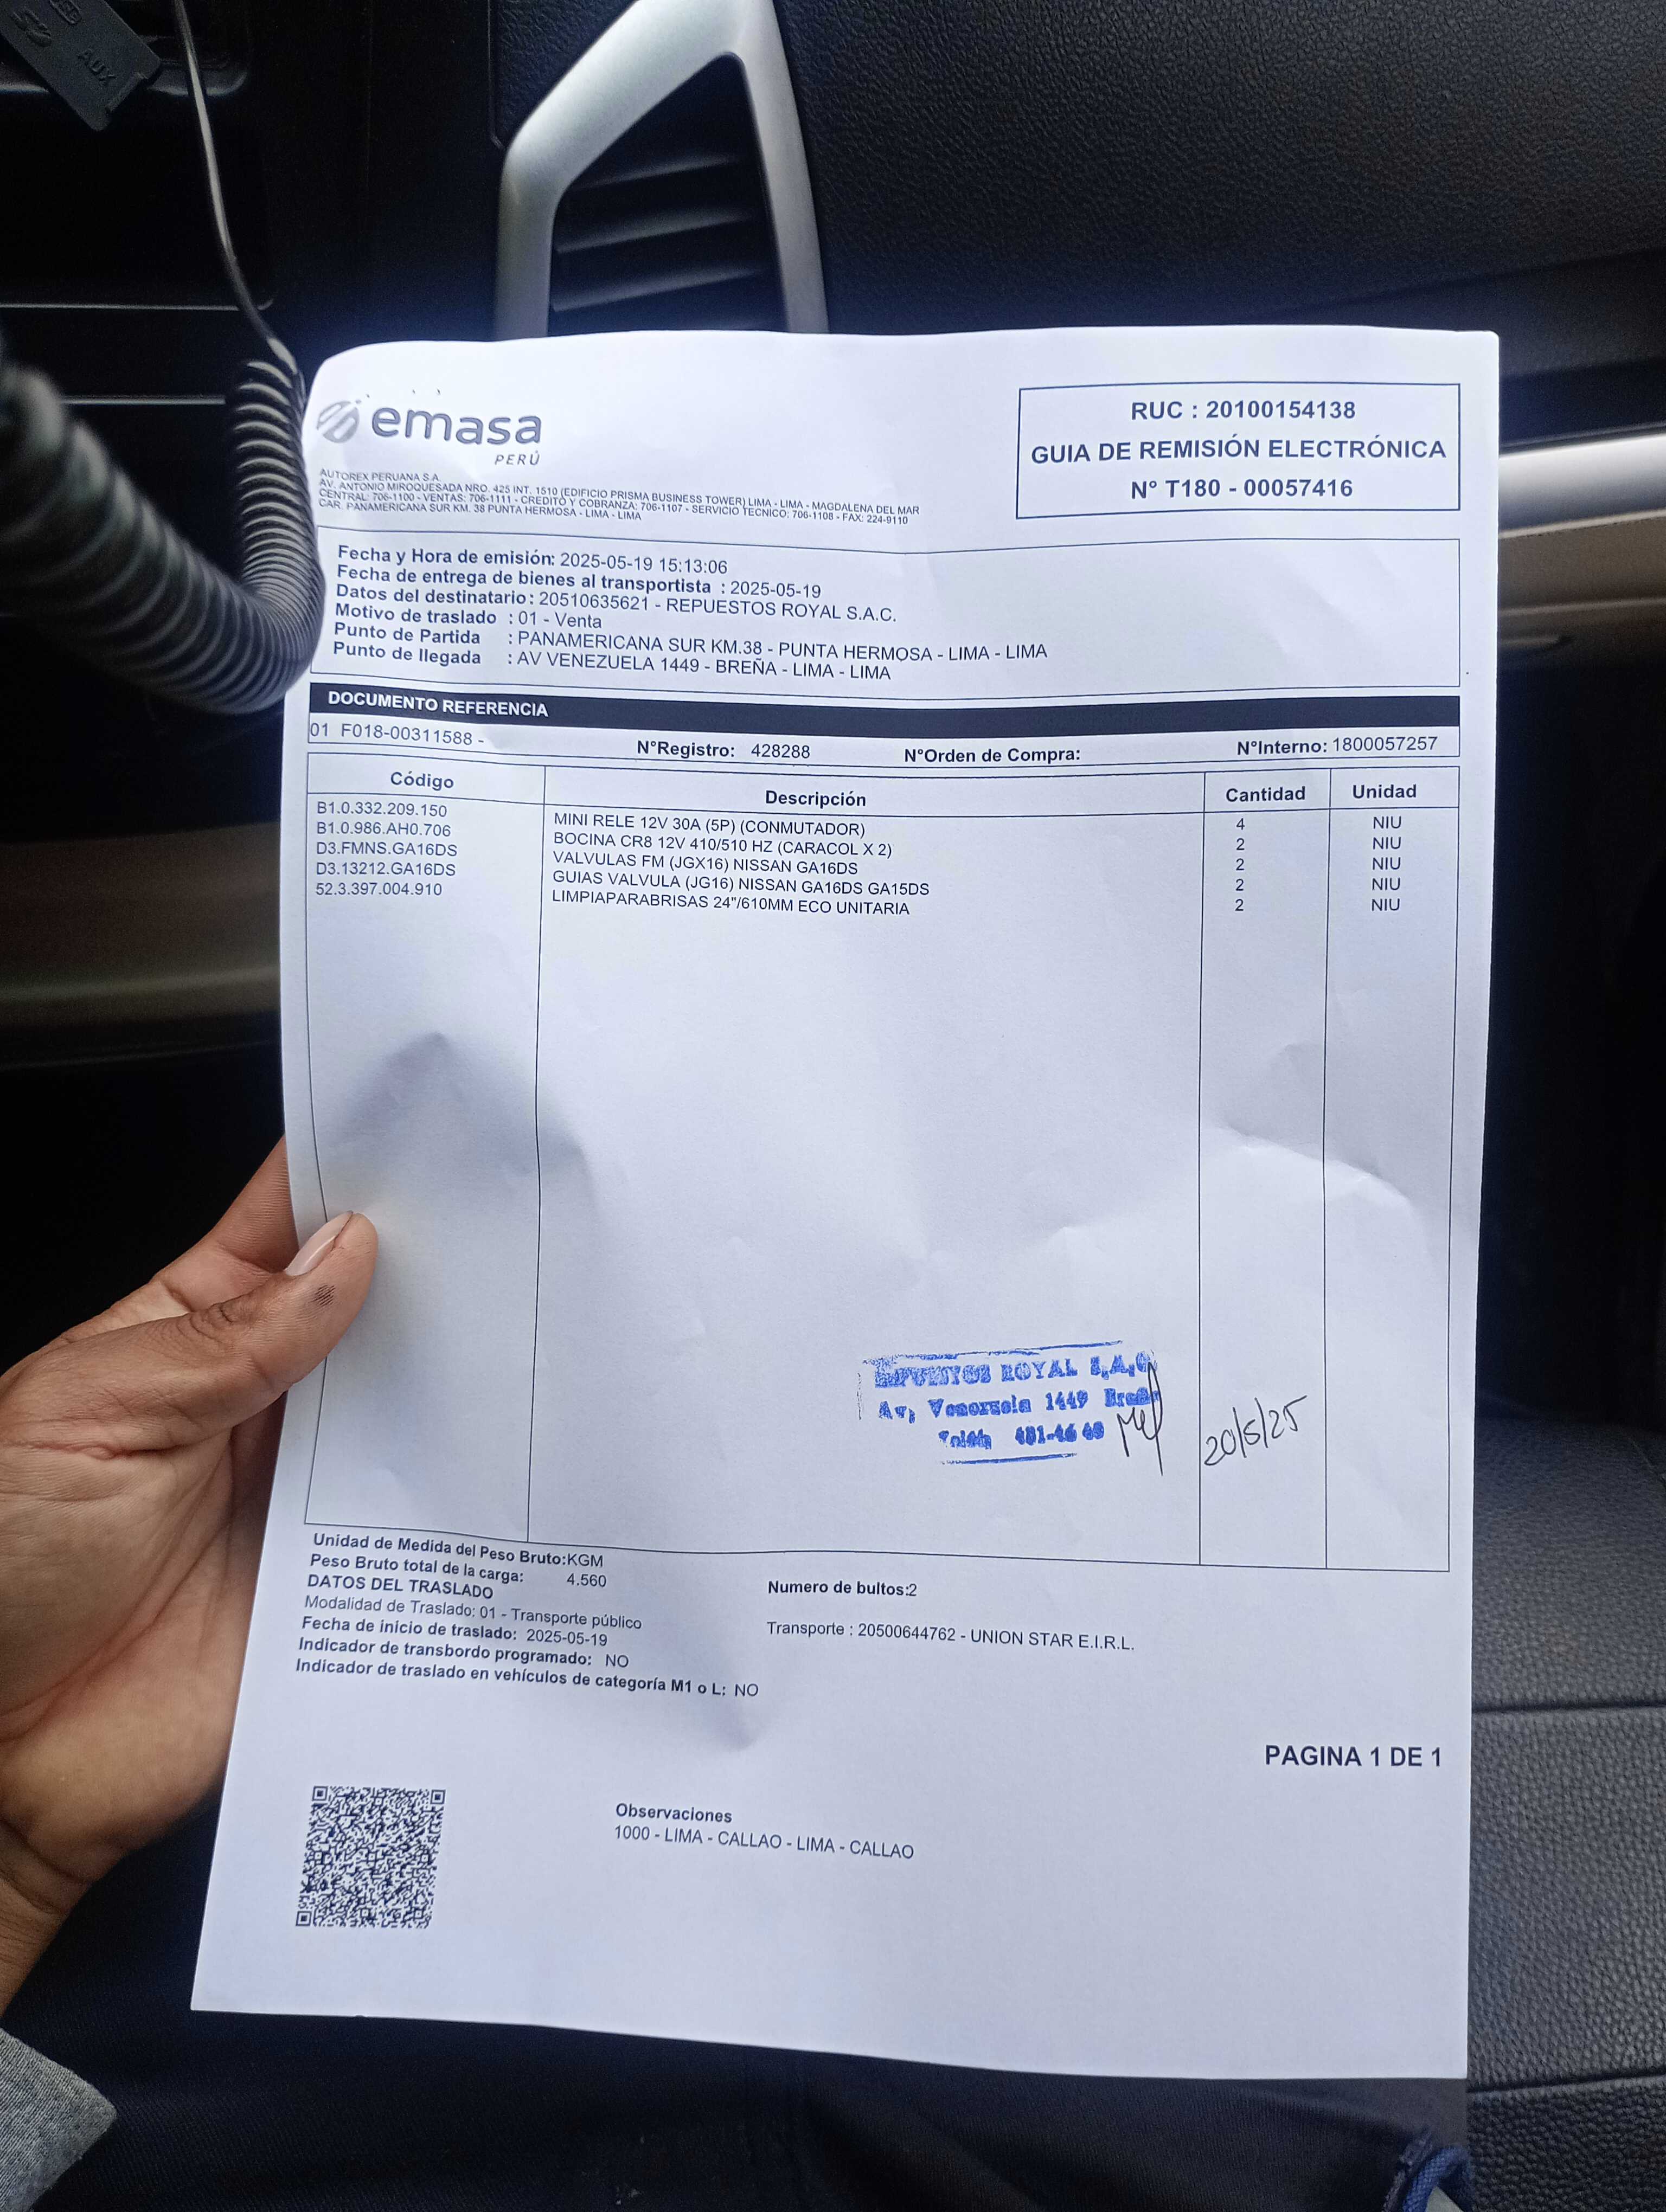 AUX
emasa
PERÚ
AUTOREX PERUANA S.A.
AV. ANTONIO MIROQUESADA NRO. 425 INT. 1510 (EDIFICIO PRISMA BUSINESS TOWER) LIMA - LIMA - MAGDALENA DEL MAR
CENTRAL: 706-1100 - VENTAS: 706-1111 - CREDITO Y COBRANZA: 706-1107 - SERVICIO TECNICO: 706-1108 - FAX: 224-9110
CAR. PANAMERICANA SUR KM. 38 PUNTA HERMOSA - LIMA - LIMA
RUC : 20100154138
GUIA DE REMISIÓN ELECTRÓNICA
N° T180 - 00057416
Fecha y Hora de emisión: 2025-05-19 15:13:06
Fecha de entrega de bienes al transportista : 2025-05-19
Datos del destinatario: 20510635621 - REPUESTOS ROYAL S.A.C.
Motivo de traslado : 01 - Venta
Punto de Partida : PANAMERICANA SUR KM.38 - PUNTA HERMOSA - LIMA - LIMA
Punto de llegada : AV VENEZUELA 1449 - BREÑA - LIMA - LIMA
DOCUMENTO REFERENCIA
01 F018-00311588 - N°Registro: 428288 N°Orden de Compra: N°Interno: 1800057257
Código Descripción Cantidad Unidad
B1.0.332.209.150 MINI RELE 12V 30A (5P) (CONMUTADOR) 4 NIU
B1.0.986.AH0.706 BOCINA CR8 12V 410/510 HZ (CARACOL X 2) 2 NIU
D3.FMNS.GA16DS VALVULAS FM (JGX16) NISSAN GA16DS 2 NIU
D3.13212.GA16DS GUIAS VALVULA (JG16) NISSAN GA16DS GA15DS 2 NIU
52.3.397.004.910 LIMPIAPARABRISAS 24"/610MM ECO UNITARIA 2 NIU
ROYAL S.A.C
Av, Venezuela 1449 Breña
20/5/25
Unidad de Medida del Peso Bruto:KGM
Peso Bruto total de la carga: 4.560
Numero de bultos:2
DATOS DEL TRASLADO
Modalidad de Traslado: 01 - Transporte público
Transporte : 20500644762 - UNION STAR E.I.R.L.
Fecha de inicio de traslado: 2025-05-19
Indicador de transbordo programado: NO
Indicador de traslado en vehículos de categoría M1 o L: NO
PAGINA 1 DE 1
Observaciones
1000 - LIMA - CALLAO - LIMA - CALLAO